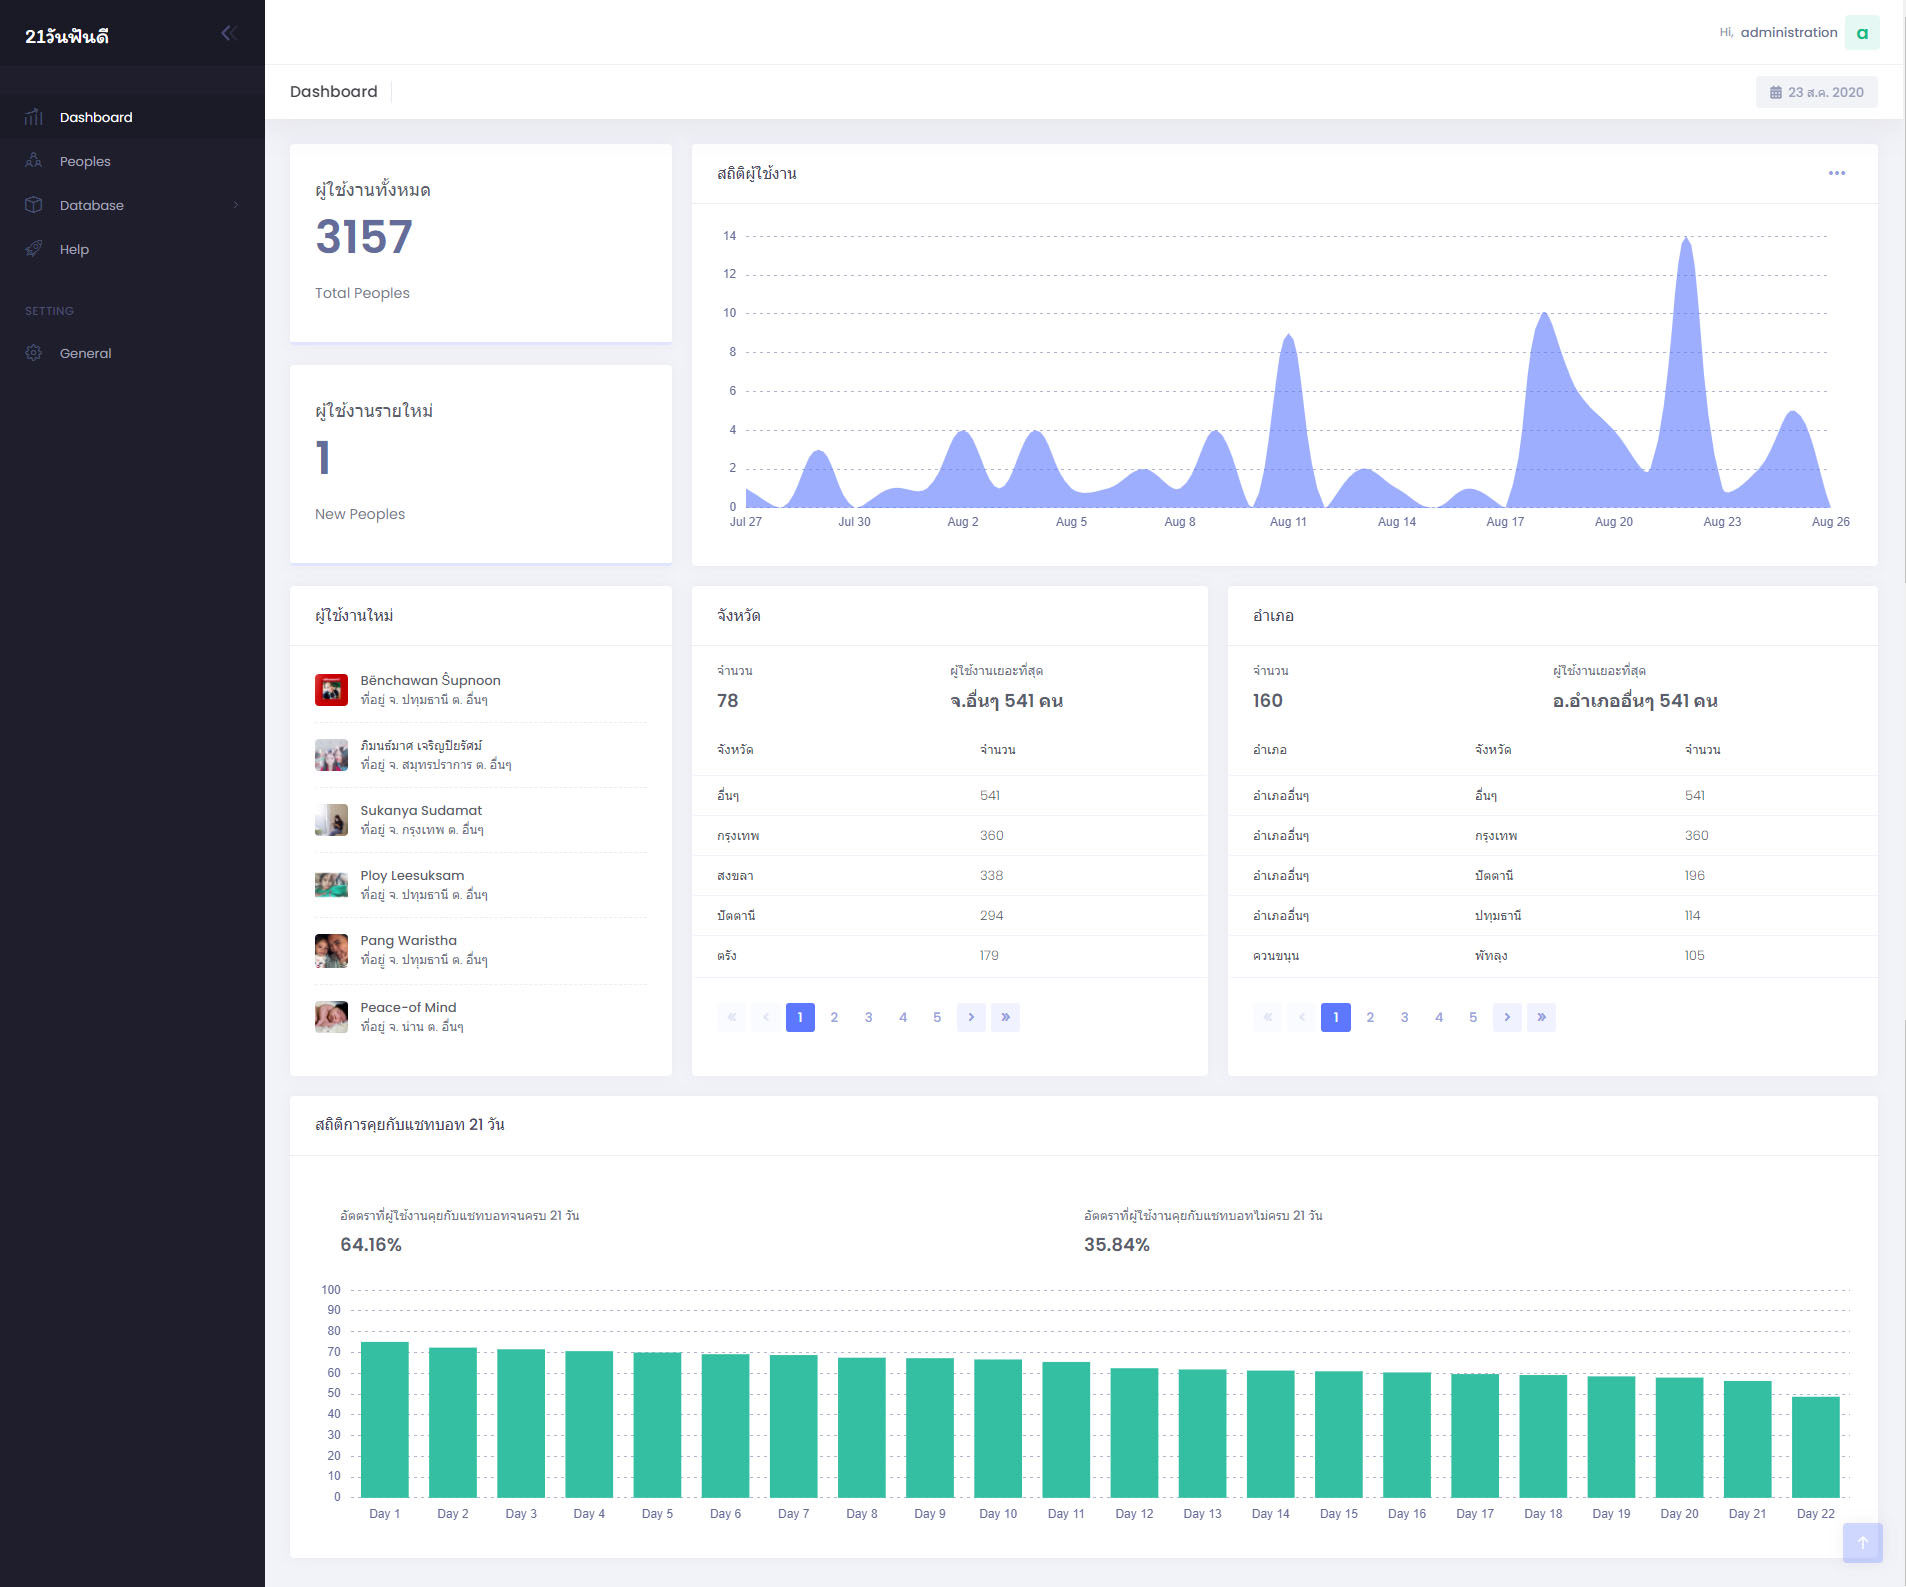 21วันฟันดี
Hi, administration a
Dashboard
Peoples
Database
Help
SETTING
General
Dashboard
23 ส.ค. 2020
ผู้ใช้งานทั้งหมด
3157
Total Peoples
ผู้ใช้งานรายใหม่
1
New Peoples
สถิติผู้ใช้งาน
14
12
10
8
6
4
2
0
Jul 27 Jul 30 Aug 2 Aug 5 Aug 8 Aug 11 Aug 14 Aug 17 Aug 20 Aug 23 Aug 26
ผู้ใช้งานใหม่
Bënchawan Ŝupnoon
ที่อยู่ จ. ปทุมธานี ต. อื่นๆ
ภิมนธ์มาศ เจริญปิยรัศม์
ที่อยู่ จ. สมุทรปราการ ต. อื่นๆ
Sukanya Sudamat
ที่อยู่ จ. กรุงเทพ ต. อื่นๆ
Ploy Leesuksam
ที่อยู่ จ. ปทุมธานี ต. อื่นๆ
Pang Waristha
ที่อยู่ จ. ปทุมธานี ต. อื่นๆ
Peace-of Mind
ที่อยู่ จ. น่าน ต. อื่นๆ
จังหวัด
จำนวน ผู้ใช้งานเยอะที่สุด
78 จ.อื่นๆ 541 คน
จังหวัด จำนวน
อื่นๆ 541
กรุงเทพ 360
สงขลา 338
ปัตตานี 294
ตรัง 179
« ‹ 1 2 3 4 5 › »
อำเภอ
จำนวน ผู้ใช้งานเยอะที่สุด
160 อ.อำเภออื่นๆ 541 คน
อำเภอ จังหวัด จำนวน
อำเภออื่นๆ อื่นๆ 541
อำเภออื่นๆ กรุงเทพ 360
อำเภออื่นๆ ปัตตานี 196
อำเภออื่นๆ ปทุมธานี 114
ควนขนุน พัทลุง 105
« ‹ 1 2 3 4 5 › »
สถิติการคุยกับแชทบอท 21 วัน
อัตตราที่ผู้ใช้งานคุยกับแชทบอทจนครบ 21 วัน
64.16%
อัตตราที่ผู้ใช้งานคุยกับแชทบอทไม่ครบ 21 วัน
35.84%
100
90
80
70
60
50
40
30
20
10
0
Day 1 Day 2 Day 3 Day 4 Day 5 Day 6 Day 7 Day 8 Day 9 Day 10 Day 11 Day 12 Day 13 Day 14 Day 15 Day 16 Day 17 Day 18 Day 19 Day 20 Day 21 Day 22